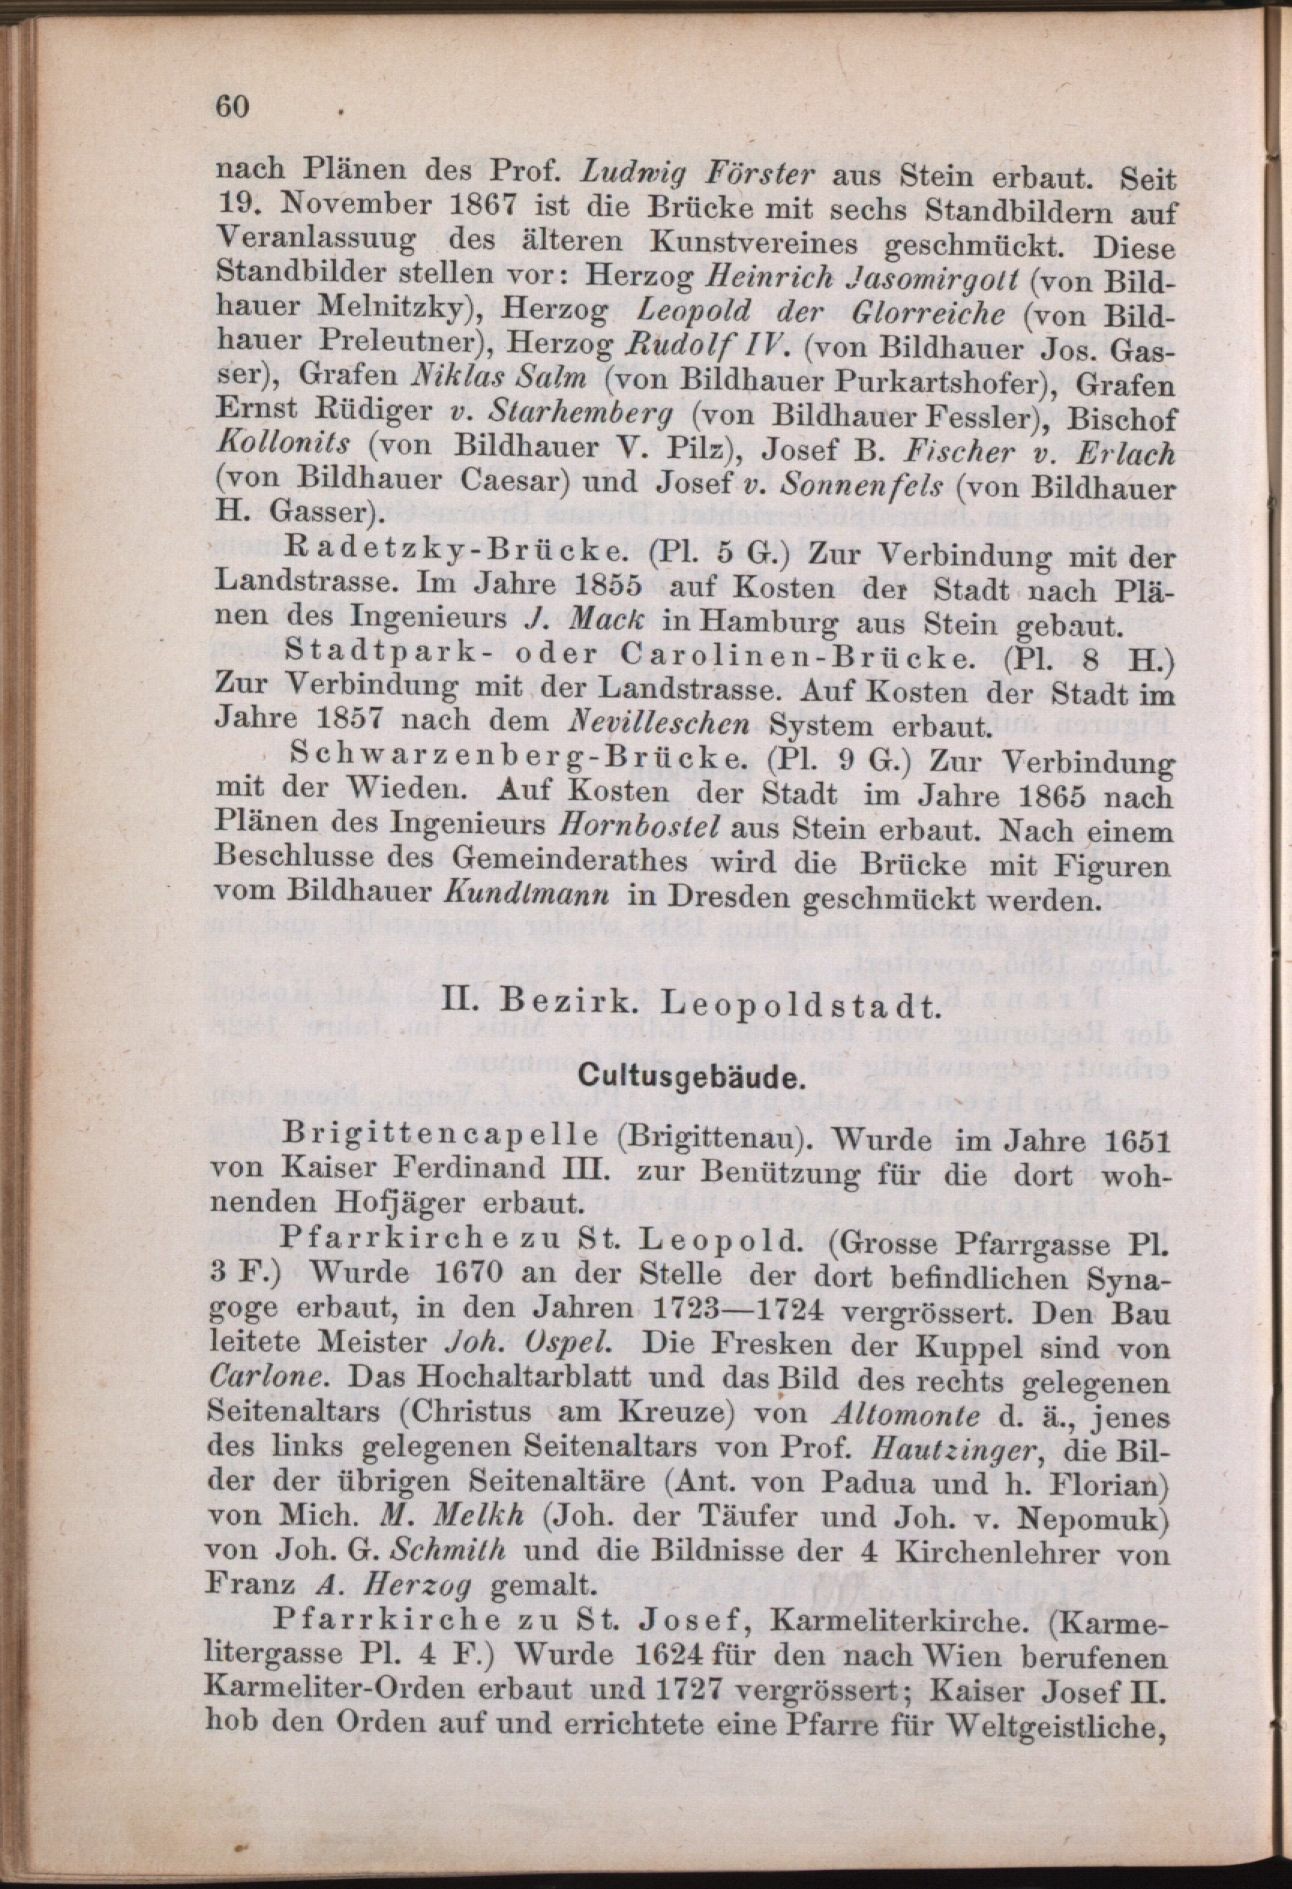 60
nach Plänen des Prof. Ludwig Förster aus Stein erbaut. Seit
19. November 1867 ist die Brücke mit sechs Standbildern auf
Veranlassuug des älteren Kunstvereines geschmückt. Diese
Standbilder stellen vor: Herzog Heinrich Jasomirgott (von Bild-
hauer Melnitzky), Herzog Leopold der Glorreiche (von Bild-
hauer Preleutner), Herzog Rudolf IV. (von Bildhauer Jos. Gas-
ser), Grafen Niklas Salm (von Bildhauer Purkartshofer), Grafen
Ernst Rüdiger v. Starhemberg (von Bildhauer Fessler), Bischof
Kollonits (von Bildhauer V. Pilz), Josef B. Fischer v. Erlach
(von Bildhauer Caesar) und Josef v. Sonnenfels (von Bildhauer
H. Gasser).
Radetzky-Brücke. (Pl. 5 G.) Zur Verbindung mit der
Landstrasse. Im Jahre 1855 auf Kosten der Stadt nach Plä-
nen des Ingenieurs J. Mack in Hamburg aus Stein gebaut.
Stadtpark- oder Carolinen-Brücke. (Pl. 8 H.)
Zur Verbindung mit der Landstrasse. Auf Kosten der Stadt im
Jahre 1857 nach dem Nevilleschen System erbaut.
Schwarzenberg-Brücke. (Pl. 9 G.) Zur Verbindung
mit der Wieden. Auf Kosten der Stadt im Jahre 1865 nach
Plänen des Ingenieurs Hornbostel aus Stein erbaut. Nach einem
Beschlusse des Gemeinderathes wird die Brücke mit Figuren
vom Bildhauer Kundtmann in Dresden geschmückt werden.
II. Bezirk. Leopoldstadt.
Cultusgebäude.
Brigittencapelle (Brigittenau). Wurde im Jahre 1651
von Kaiser Ferdinand III. zur Benützung für die dort woh-
nenden Hofjäger erbaut.
Pfarrkirche zu St. Leopold. (Grosse Pfarrgasse Pl.
3 F.) Wurde 1670 an der Stelle der dort befindlichen Syna-
goge erbaut, in den Jahren 1723—1724 vergrössert. Den Bau
leitete Meister Joh. Ospel. Die Fresken der Kuppel sind von
Carlone. Das Hochaltarblatt und das Bild des rechts gelegenen
Seitenaltars (Christus am Kreuze) von Altomonte d. ä., jenes
des links gelegenen Seitenaltars von Prof. Hautzinger, die Bil-
der der übrigen Seitenaltäre (Ant. von Padua und h. Florian)
von Mich. M. Melkh (Joh. der Täufer und Joh. v. Nepomuk)
von Joh. G. Schmith und die Bildnisse der 4 Kirchenlehrer von
Franz A. Herzog gemalt.
Pfarrkirche zu St. Josef, Karmeliterkirche. (Karme-
litergasse Pl. 4 F.) Wurde 1624 für den nach Wien berufenen
Karmeliter-Orden erbaut und 1727 vergrössert; Kaiser Josef II.
hob den Orden auf und errichtete eine Pfarre für Weltgeistliche,